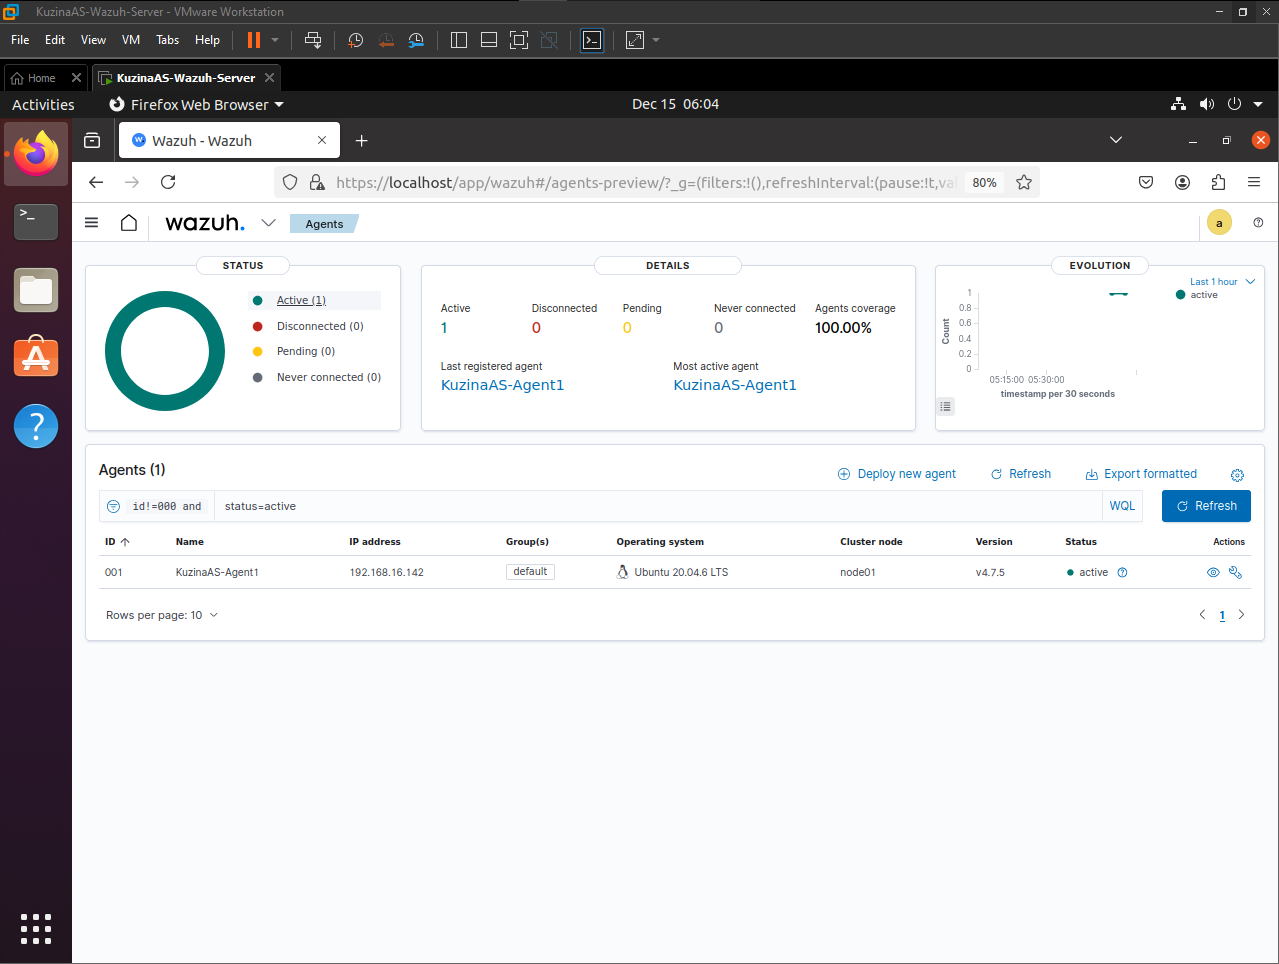 KuzinaAS-Wazuh-Server - VMware Workstation
File Edit View VM Tabs Help
Home KuzinaAS-Wazuh-Server
Activities Firefox Web Browser Dec 15 06:04
Wazuh - Wazuh
https://localhost/app/wazuh#/agents-preview/?_g=(filters:!(),refreshInterval:(pause:!t,val 80%
wazuh. Agents a
STATUS
Active (1)
Disconnected (0)
Pending (0)
Never connected (0)
DETAILS
Active Disconnected Pending Never connected Agents coverage
1 0 0 0 100.00%
Last registered agent Most active agent
KuzinaAS-Agent1 KuzinaAS-Agent1
EVOLUTION
Last 1 hour
active
Count
1
0.8
0.6
0.4
0.2
0
05:15:00 05:30:00
timestamp per 30 seconds
Agents (1) Deploy new agent Refresh Export formatted
id!=000 and status=active WQL Refresh
ID Name IP address Group(s) Operating system Cluster node Version Status Actions
001 KuzinaAS-Agent1 192.168.16.142 default Ubuntu 20.04.6 LTS node01 v4.7.5 active
Rows per page: 10 1